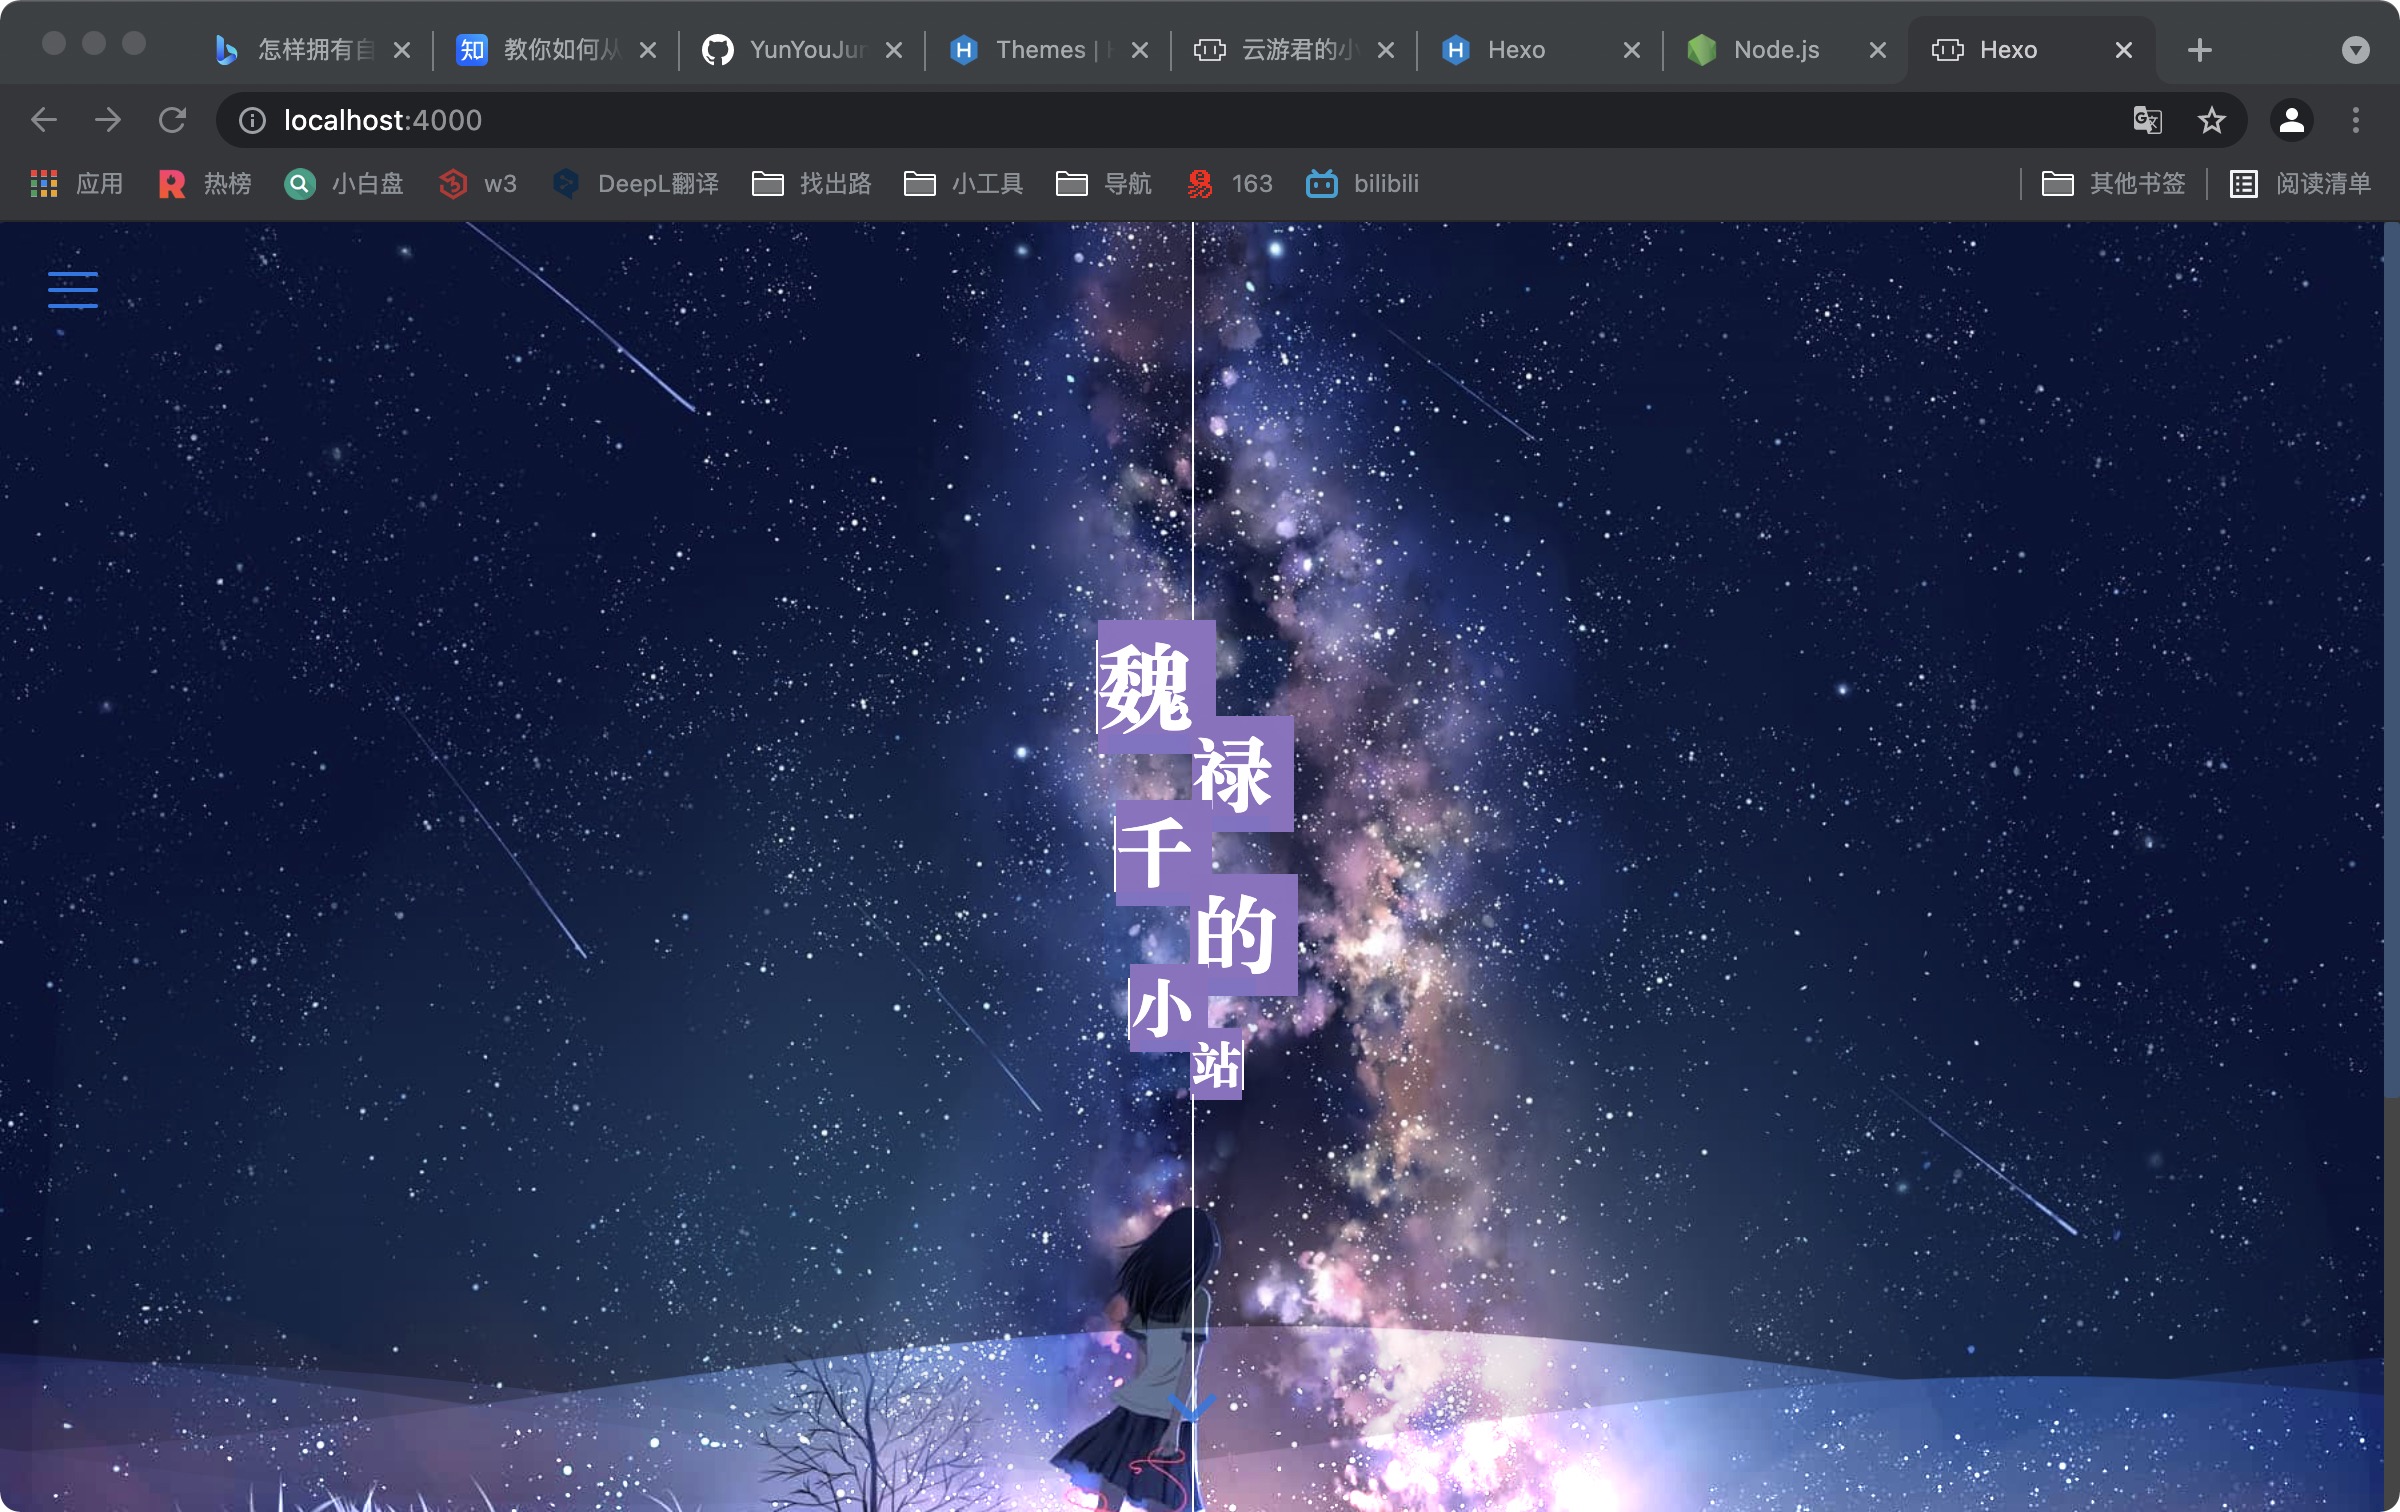 怎样拥有自
知 教你如何从
YunYouJun
H Themes |
云游君的小
H Hexo
Node.js
Hexo
localhost:4000
应用
R 热榜
小白盘
w3
DeepL翻译
找出路
小工具
导航
163
bilibili
其他书签
阅读清单
魏
禄
千
的
小
站